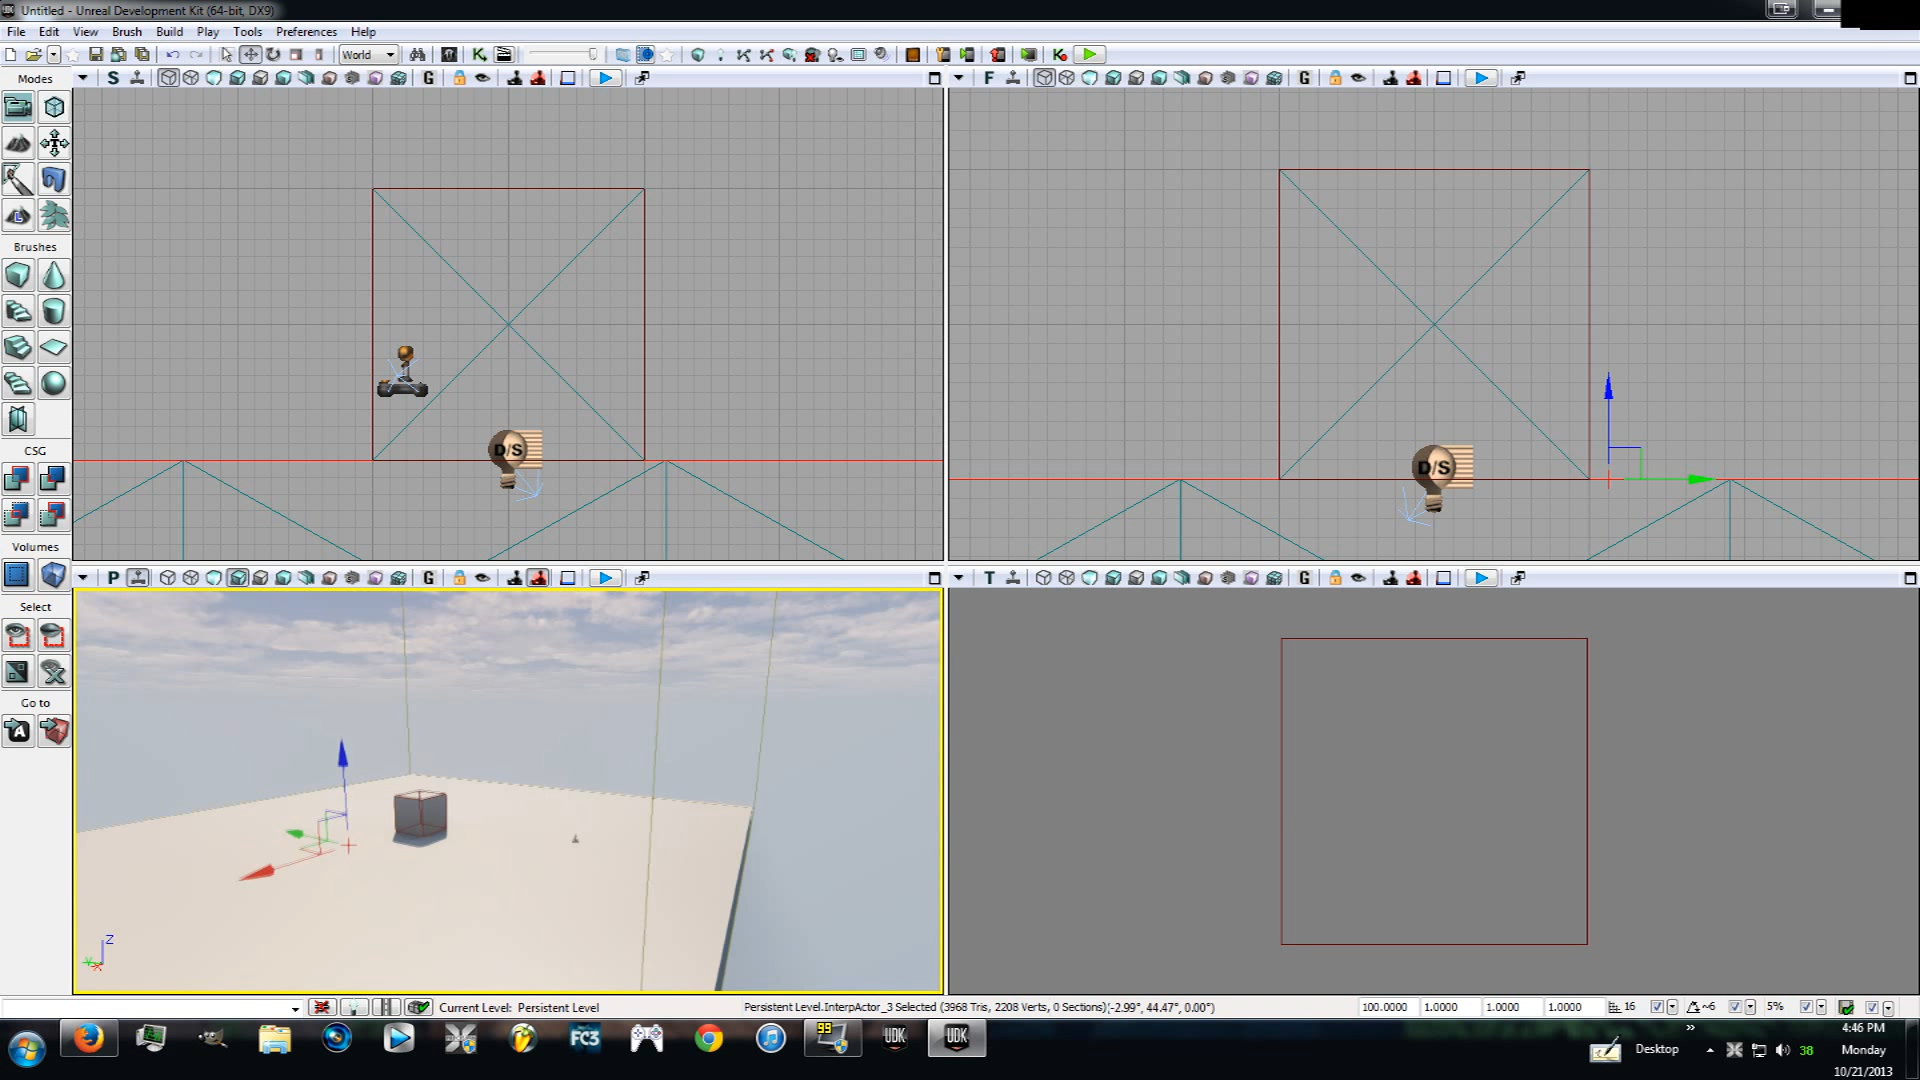 Untitled - Unreal Development Kit (64-bit, DX9)
File Edit View Brush Build Play Tools Preferences Help
World
Modes
S G
F G
L
Brushes
D/S
D/S
CSG
Volumes
P G
T G
Select
Go to
A
Z
Y X
Current Level: Persistent Level
Persistent Level.InterpActor_3 Selected (3968 Tris, 2208 Verts, 0 Sections)(-2.99°, 44.47°, 0.00°)
100.0000 1.0000 1.0000 1.0000 16 ~6 5%
99 FC3 UDK UDK
4:46 PM
Desktop 38 Monday
10/21/2013